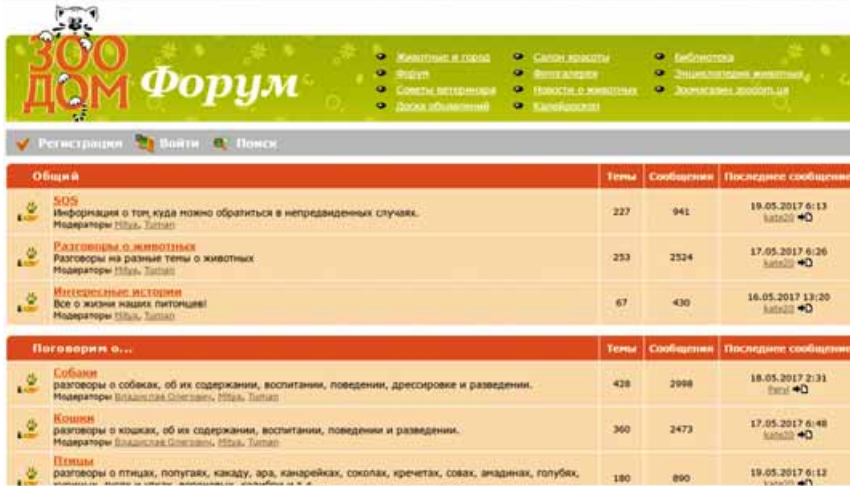 ЗОО
ДОМ
Форум
Животные и город
Форум
Советы ветеринара
Доска объявлений
Салон красоты
Фотогалерея
Новости о животных
Калейдоскоп
Библиотека
Энциклопедия животных
Зоомагазин zoodom.ua
Регистрация Войти Поиск
Общий Темы Сообщения Последнее сообщение
SOS
Информация о том, куда можно обратиться в непредвиденных случаях.
Модераторы Mitya, Tuman
227 941 19.05.2017 6:13
kate20
Разговоры о животных
Разговоры на разные темы о животных
Модераторы Mitya, Tuman
253 2524 17.05.2017 6:26
kate20
Интересные истории
Все о жизни наших питомцев!
Модераторы Mitya, Tuman
67 430 16.05.2017 13:20
kate20
Поговорим о... Темы Сообщения Последнее сообщение
Собаки
разговоры о собаках, об их содержании, воспитании, поведении, дрессировке и разведении.
Модераторы Владислав Олегович, Mitya, Tuman
428 2998 18.05.2017 2:31
Кошки
разговоры о кошках, об их содержании, воспитании, поведении и разведении.
Модераторы Владислав Олегович, Mitya, Tuman
360 2473 17.05.2017 6:48
kate20
Птицы
разговоры о птицах, попугаях, какаду, ара, канарейках, соколах, кречетах, совах, амадинах, голубях,
180 890 19.05.2017 6:12
kate20